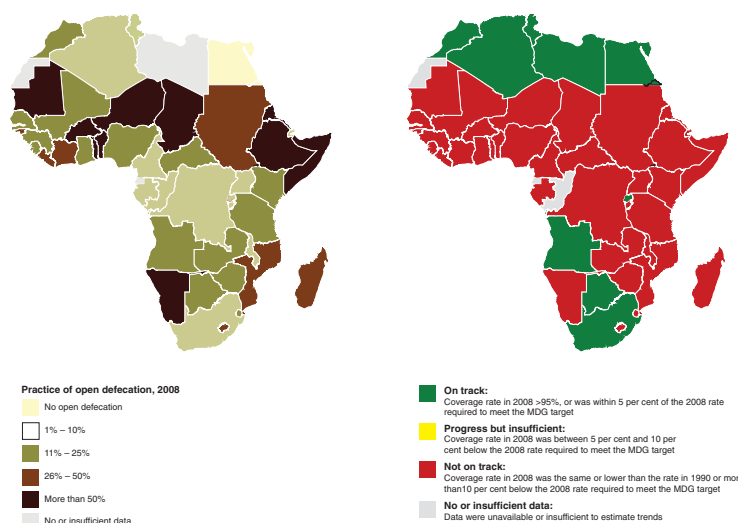 Practice of open defecation, 2008
No open defecation
1% – 10%
11% – 25%
26% – 50%
More than 50%
No or insufficient data
On track:
Coverage rate in 2008 >95%, or was within 5 per cent of the 2008 rate
required to meet the MDG target
Progress but insufficient:
Coverage rate in 2008 was between 5 per cent and 10 per
cent below the 2008 rate required to meet the MDG target
Not on track:
Coverage rate in 2008 was the same or lower than the rate in 1990 or mor
than10 per cent below the 2008 rate required to meet the MDG target
No or insufficient data:
Data were unavailable or insufficient to estimate trends